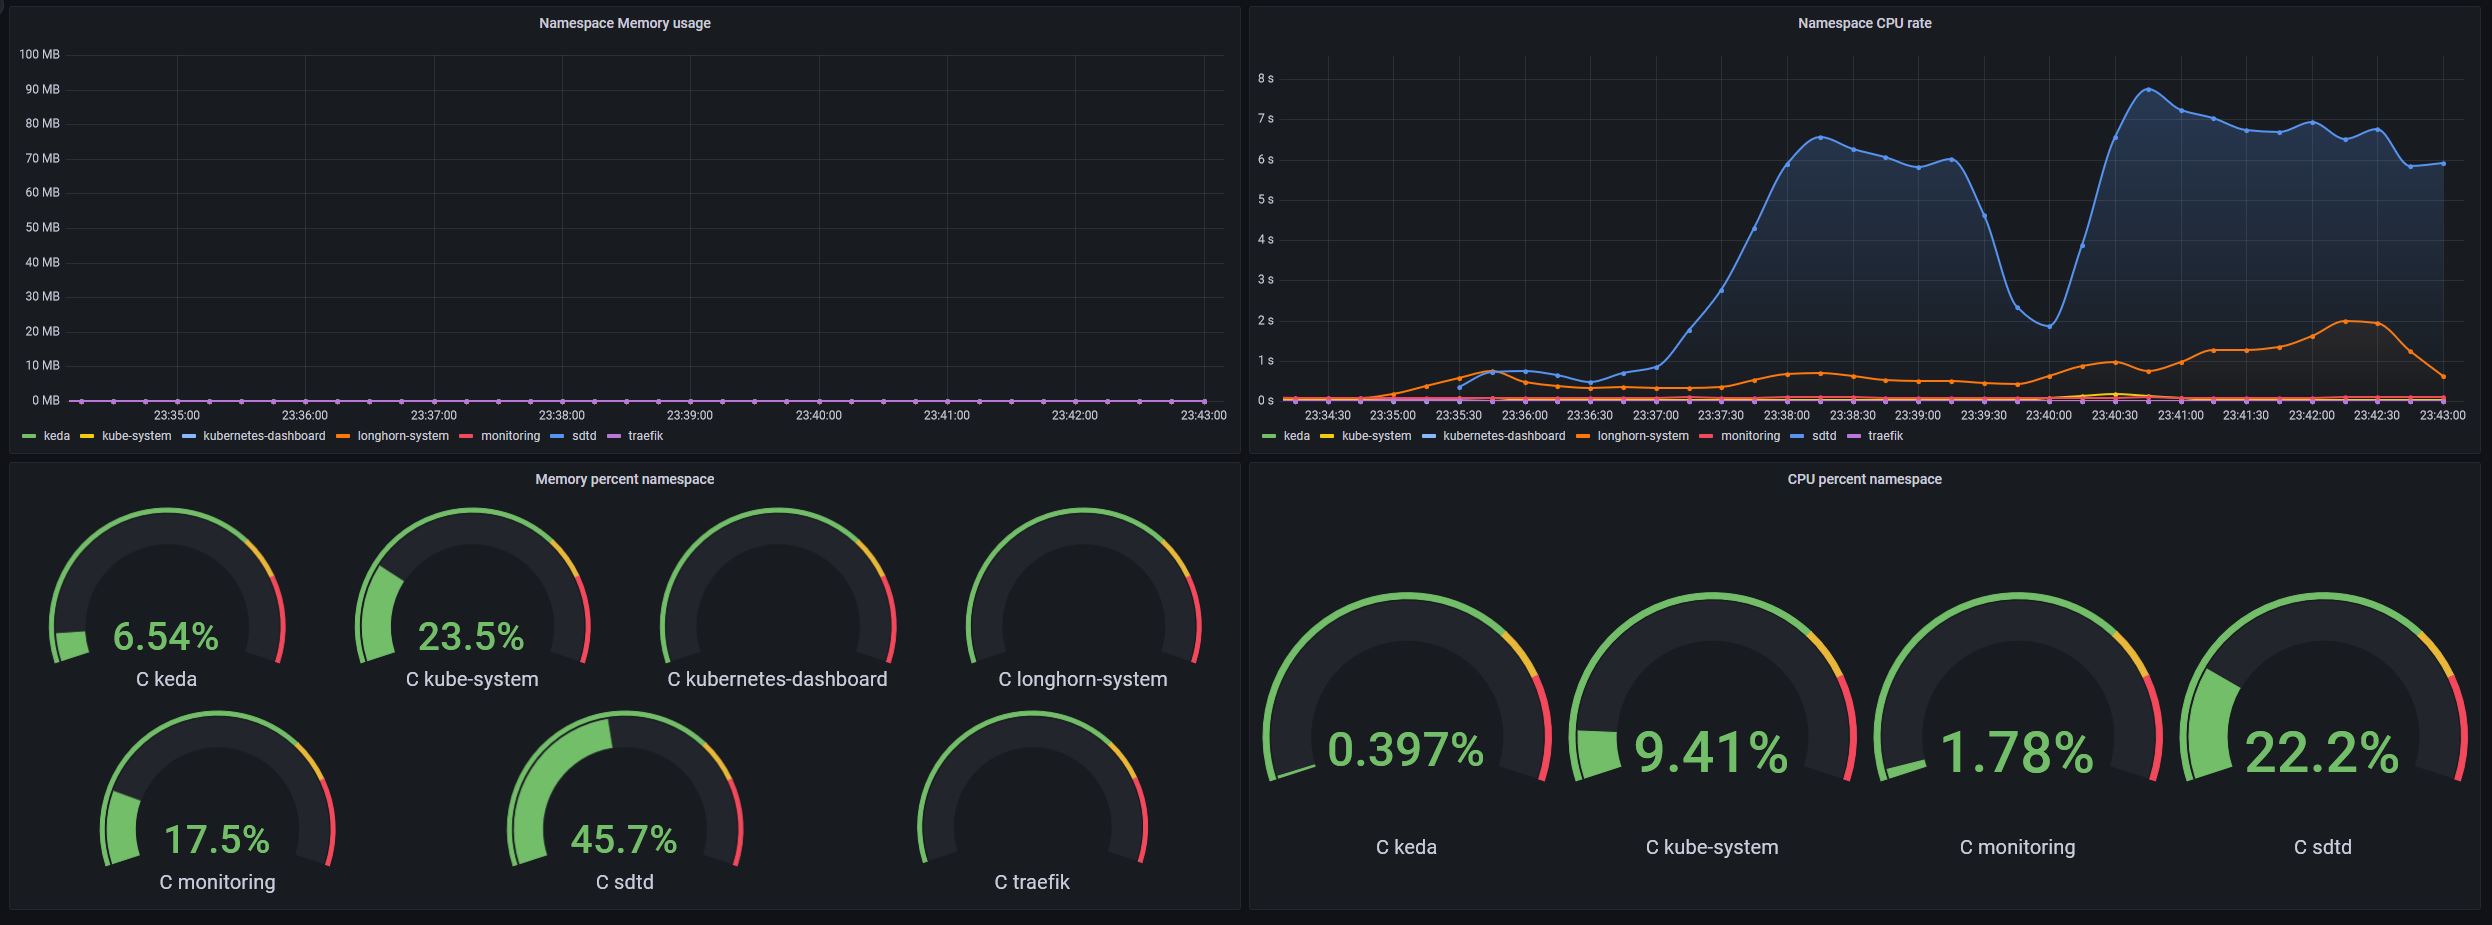 Namespace Memory usage
100 MB
90 MB
80 MB
70 MB
60 MB
50 MB
40 MB
30 MB
20 MB
10 MB
0 MB
23:35:00 23:36:00 23:37:00 23:38:00 23:39:00 23:40:00 23:41:00 23:42:00 23:43:00
keda kube-system kubernetes-dashboard longhorn-system monitoring sdtd traefik
Namespace CPU rate
8 s
7 s
6 s
5 s
4 s
3 s
2 s
1 s
0 s
23:34:30 23:35:00 23:35:30 23:36:00 23:36:30 23:37:00 23:37:30 23:38:00 23:38:30 23:39:00 23:39:30 23:40:00 23:40:30 23:41:00 23:41:30 23:42:00 23:42:30 23:43:00
keda kube-system kubernetes-dashboard longhorn-system monitoring sdtd traefik
Memory percent namespace
6.54% 23.5%
C keda C kube-system C kubernetes-dashboard C longhorn-system
17.5% 45.7%
C monitoring C sdtd C traefik
CPU percent namespace
0.397% 9.41% 1.78% 22.2%
C keda C kube-system C monitoring C sdtd